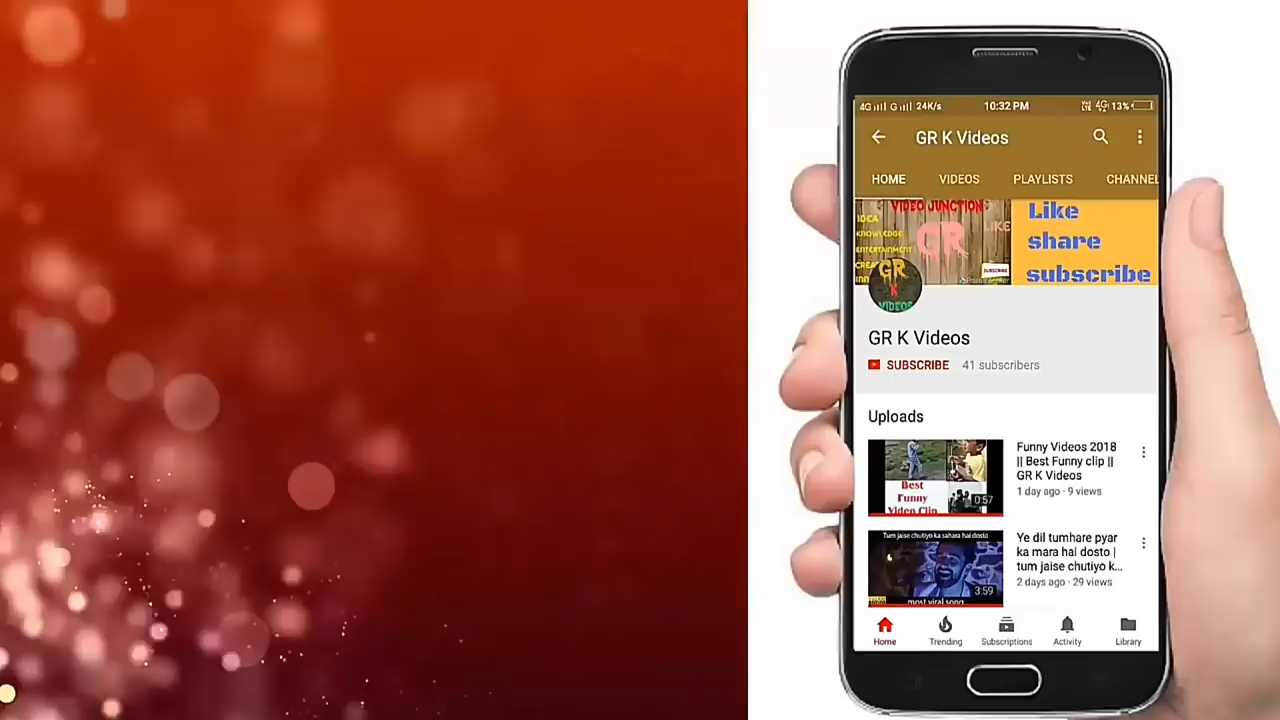 4G G 24K/s 10:32 PM 4G 13%
GR K Videos
HOME VIDEOS PLAYLISTS CHANNEL
VIDEO JUNCTION
IDEA
KNOWLEDGE
ENTERTAINMENT
LIKE
GR
SUBSCRIBE
Like
share
subscribe
GR
K
VIDEOS
GR K Videos
SUBSCRIBE 41 subscribers
Uploads
Best
Funny
Video Clip
0:57
Funny Videos 2018
|| Best Funny clip ||
GR K Videos
1 day ago · 9 views
Tum jaise chutiyo ka sahara hai dosto
3:59
most viral song
Ye dil tumhare pyar
ka mara hai dosto |
tum jaise chutiyo k...
2 days ago · 29 views
Home Trending Subscriptions Activity Library